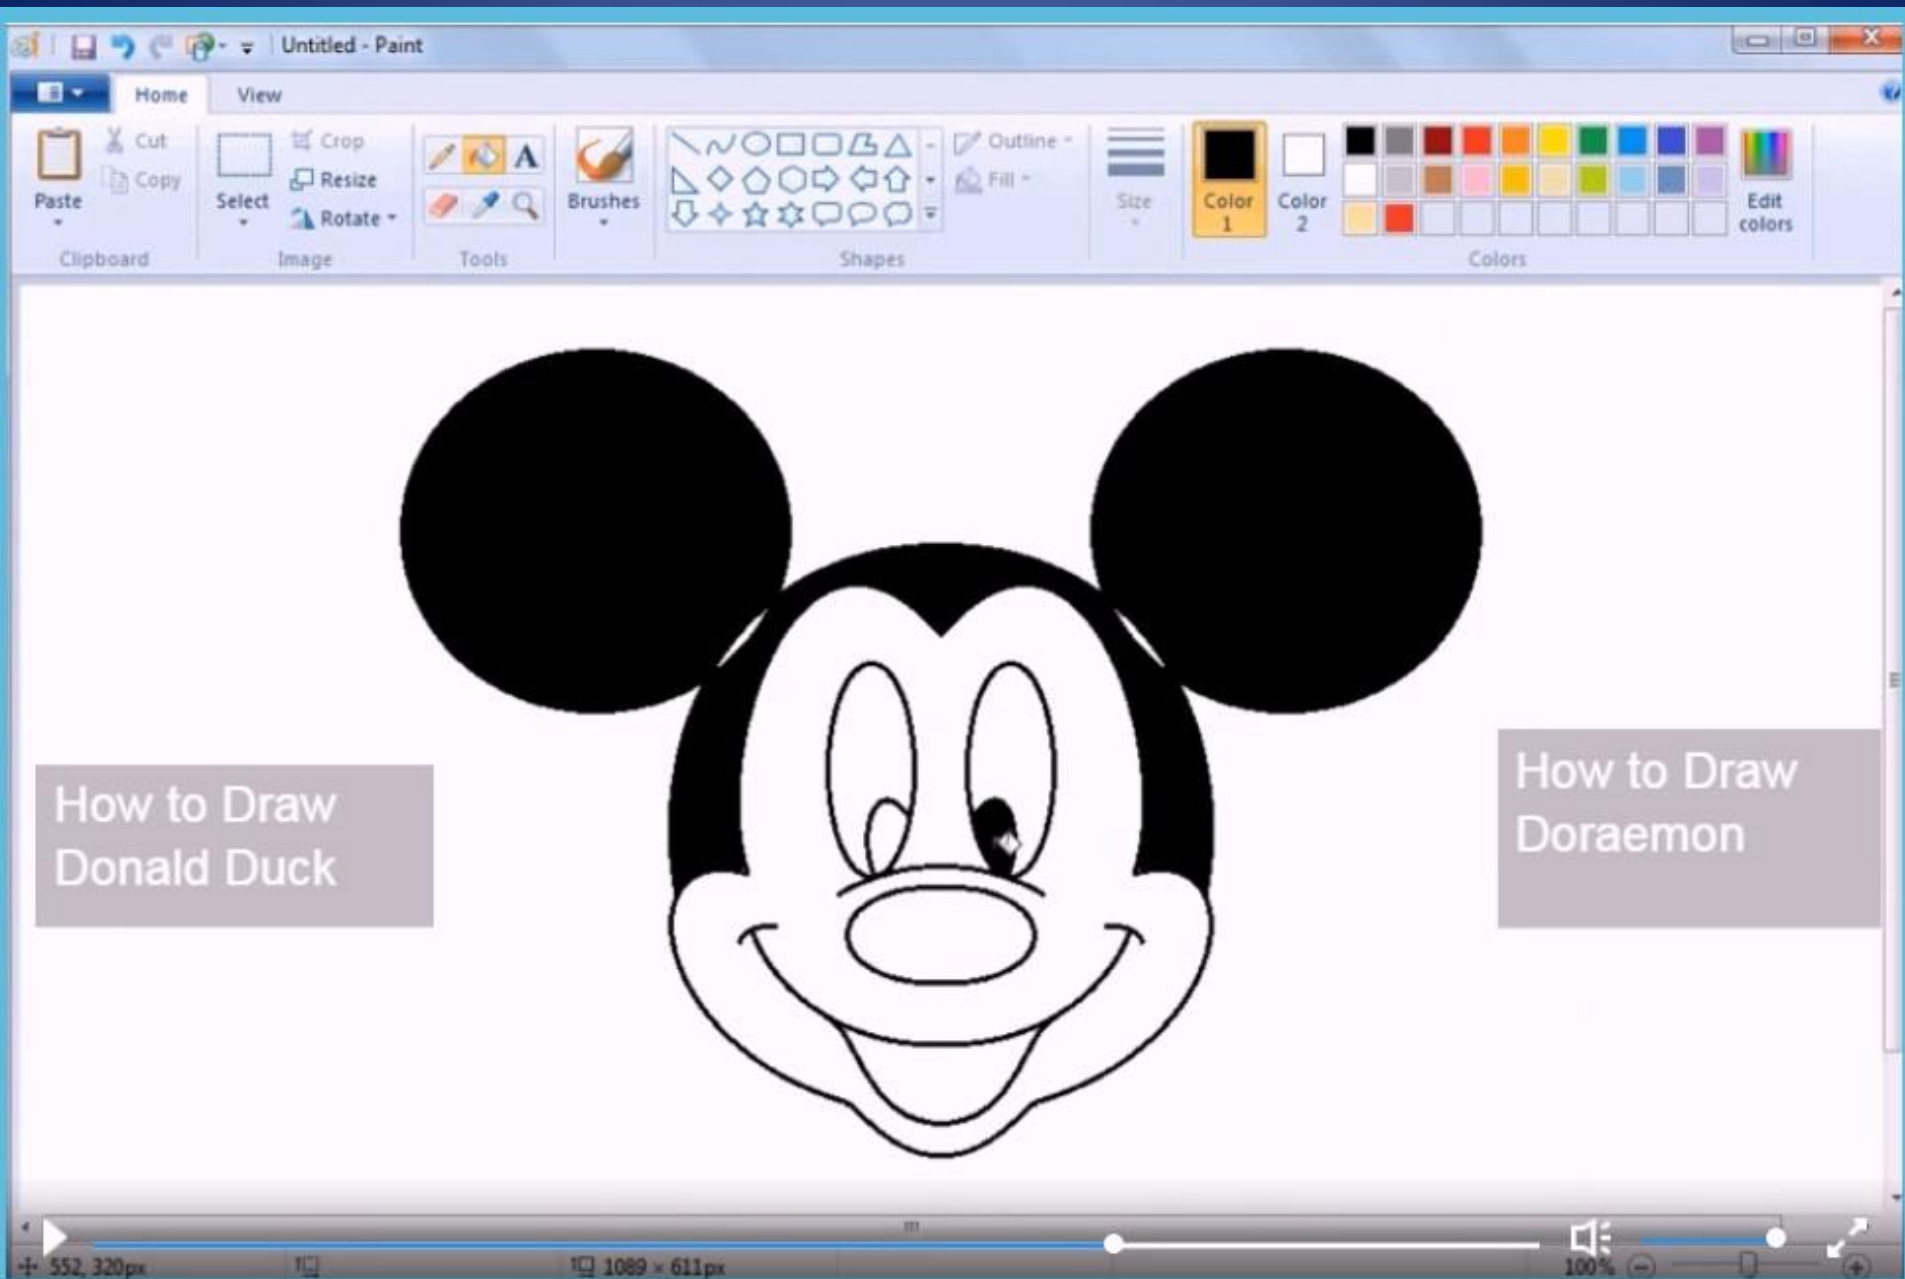 Untitled - Paint
Home View
Cut
Copy
Paste
Clipboard
Crop
Resize
Rotate
Select
Image
A
Tools
Brushes
Outline
Fill
Shapes
Size
Color 1
Color 2
Edit colors
Colors
How to Draw
Donald Duck
How to Draw
Doraemon
552, 320px
1089 × 611px
100%